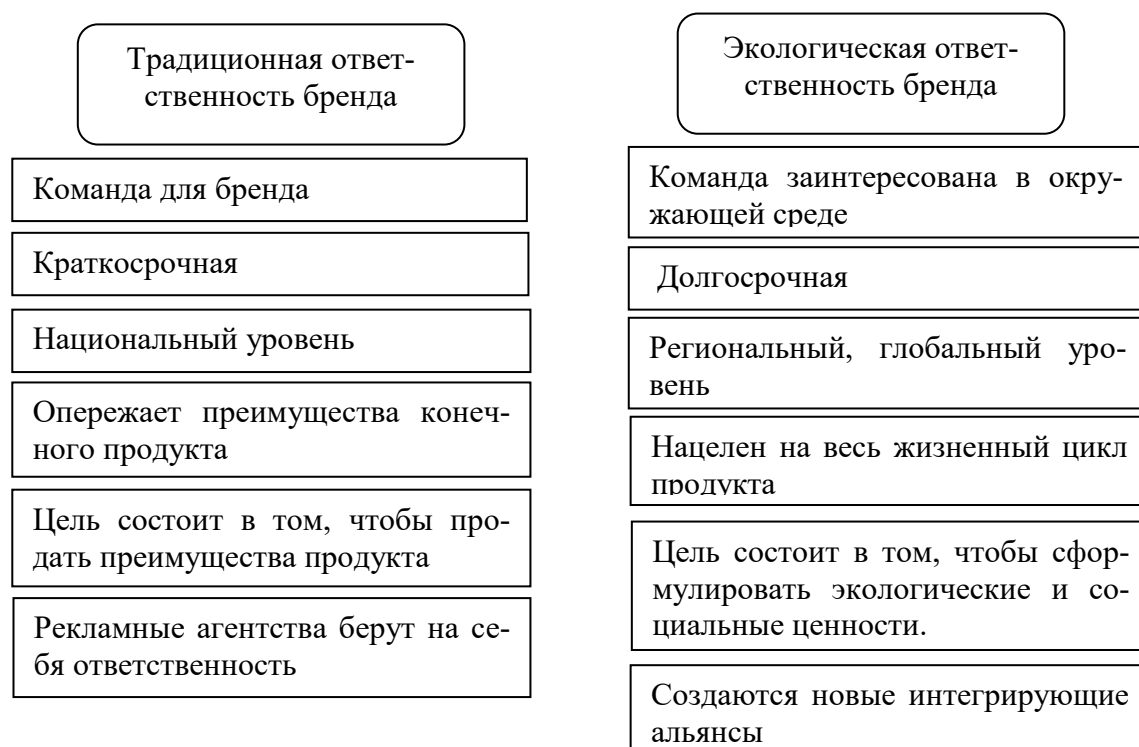 Традиционная ответ-
ственность бренда
Команда для бренда
Краткосрочная
Национальный уровень
Опережает преимущества конеч-
ного продукта
Цель состоит в том, чтобы про-
дать преимущества продукта
Рекламные агентства берут на се-
бя ответственность
Экологическая ответ-
ственность бренда
Команда заинтересована в окру-
жающей среде
Долгосрочная
Региональный, глобальный уро-
вень
Нацелен на весь жизненный цикл
продукта
Цель состоит в том, чтобы сфор-
мулировать экологические и со-
циальные ценности.
Создаются новые интегрирующие
альянсы